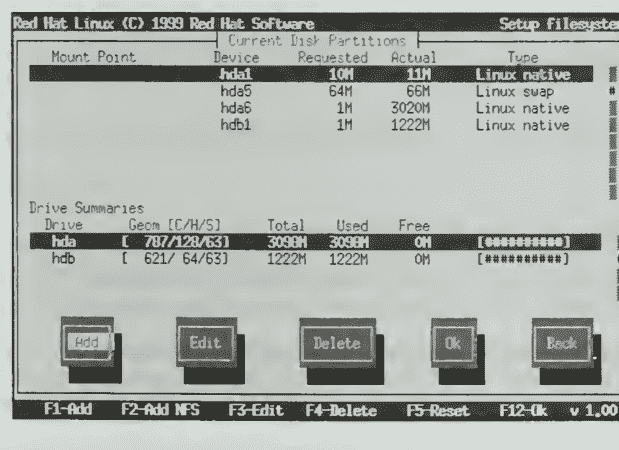 Red Hat Linux (C) 1999 Red Hat Software Setup filesystem
Current Disk Partitions
Mount Point Device Requested Actual Type
hda1 10M 11M Linux native
hda5 64M 66M Linux swap
hda6 1M 3020M Linux native
hdb1 1M 1222M Linux native
Drive Summaries
Drive Geom [C/H/S] Total Used Free
hda [ 787/128/63] 3098M 3098M 0M [##########]
hdb [ 621/ 64/63] 1222M 1222M 0M [##########]
Add Edit Delete Ok Back
F1-Add F2-Add NFS F3-Edit F4-Delete F5-Reset F12-Ok v 1.00